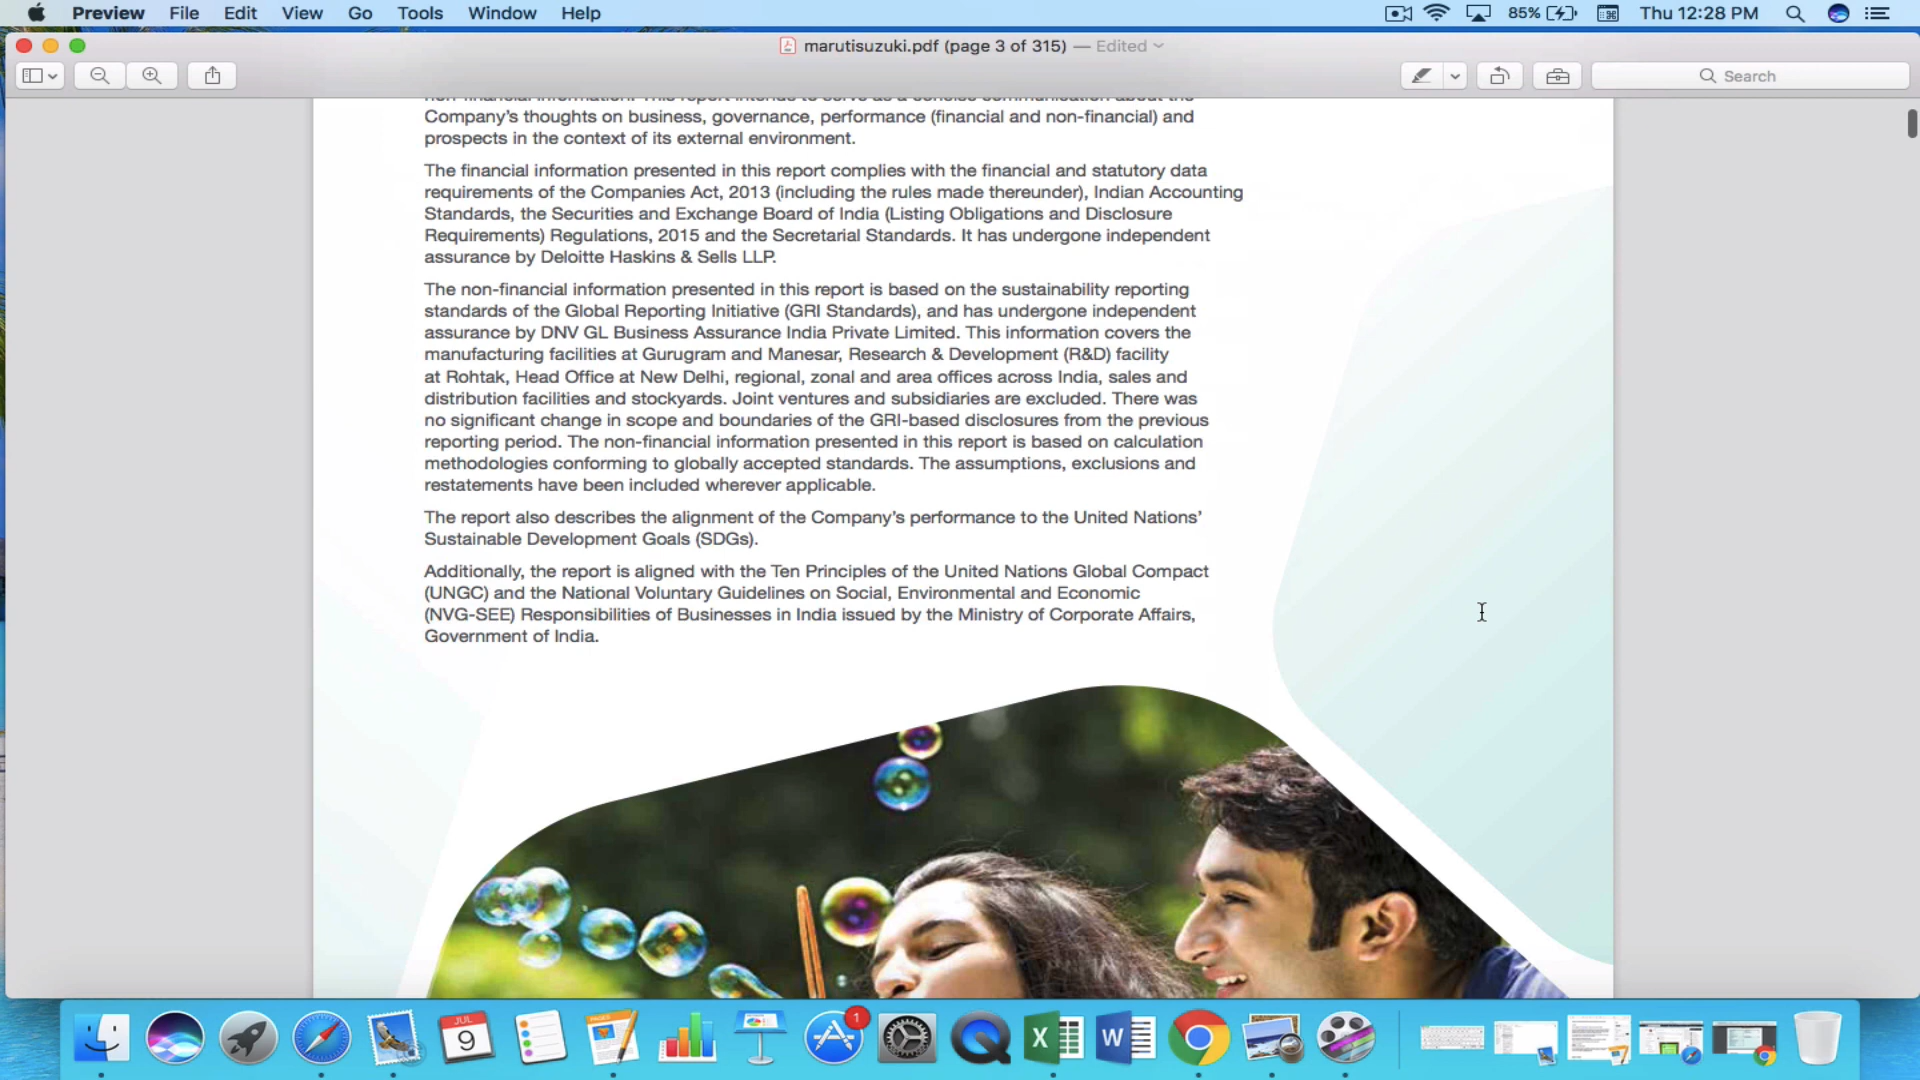 Preview File Edit View Go Tools Window Help 85% Thu 12:28 PM
marutisuzuki.pdf (page 3 of 315) — Edited
Search
Company's thoughts on business, governance, performance (financial and non-financial) and
prospects in the context of its external environment.
The financial information presented in this report complies with the financial and statutory data
requirements of the Companies Act, 2013 (including the rules made thereunder), Indian Accounting
Standards, the Securities and Exchange Board of India (Listing Obligations and Disclosure
Requirements) Regulations, 2015 and the Secretarial Standards. It has undergone independent
assurance by Deloitte Haskins & Sells LLP.
The non-financial information presented in this report is based on the sustainability reporting
standards of the Global Reporting Initiative (GRI Standards), and has undergone independent
assurance by DNV GL Business Assurance India Private Limited. This information covers the
manufacturing facilities at Gurugram and Manesar, Research & Development (R&D) facility
at Rohtak, Head Office at New Delhi, regional, zonal and area offices across India, sales and
distribution facilities and stockyards. Joint ventures and subsidiaries are excluded. There was
no significant change in scope and boundaries of the GRI-based disclosures from the previous
reporting period. The non-financial information presented in this report is based on calculation
methodologies conforming to globally accepted standards. The assumptions, exclusions and
restatements have been included wherever applicable.
The report also describes the alignment of the Company's performance to the United Nations'
Sustainable Development Goals (SDGs).
Additionally, the report is aligned with the Ten Principles of the United Nations Global Compact
(UNGC) and the National Voluntary Guidelines on Social, Environmental and Economic
(NVG-SEE) Responsibilities of Businesses in India issued by the Ministry of Corporate Affairs,
Government of India.
JUL
9
PAGES
1